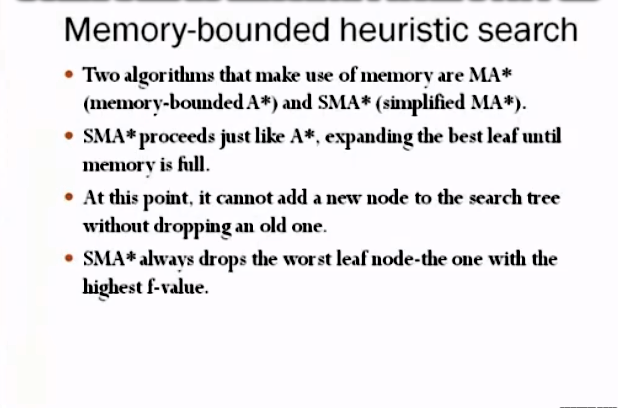 Memory-bounded heuristic search
• Two algorithms that make use of memory are MA*
(memory-bounded A*) and SMA* (simplified MA*).
• SMA* proceeds just like A*, expanding the best leaf until
memory is full.
• At this point, it cannot add a new node to the search tree
without dropping an old one.
• SMA* always drops the worst leaf node-the one with the
highest f-value.